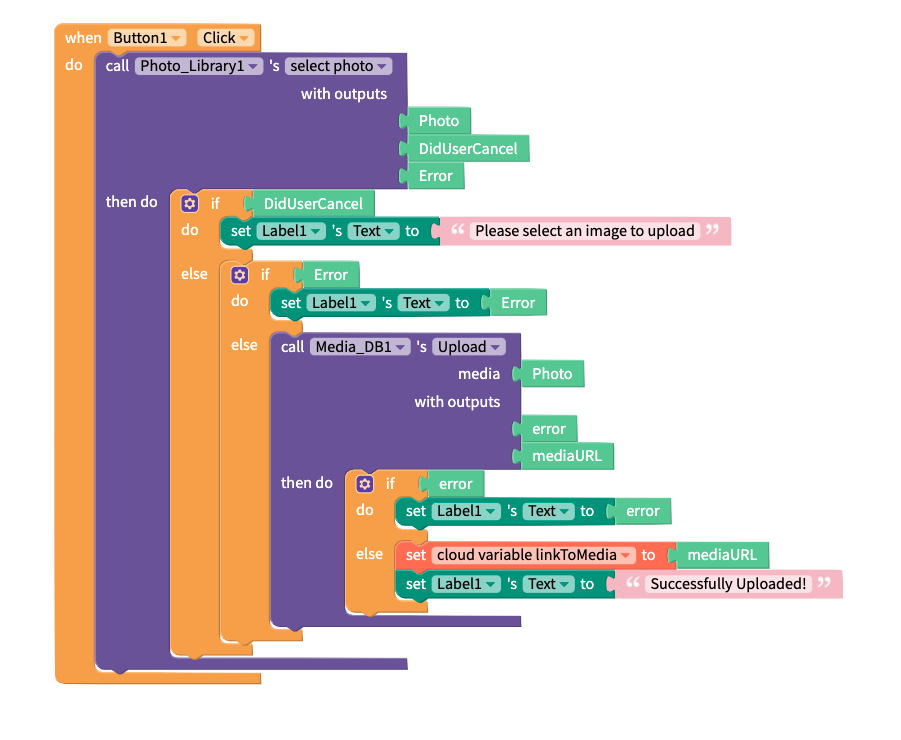 when Button1 Click
do call Photo_Library1 's select photo
with outputs
Photo
DidUserCancel
Error
then do if DidUserCancel
do set Label1 's Text to “ Please select an image to upload ”
else if Error
do set Label1 's Text to Error
else call Media_DB1 's Upload
media Photo
with outputs
error
mediaURL
then do if error
do set Label1 's Text to error
else set cloud variable linkToMedia to mediaURL
set Label1 's Text to “ Successfully Uploaded! ”